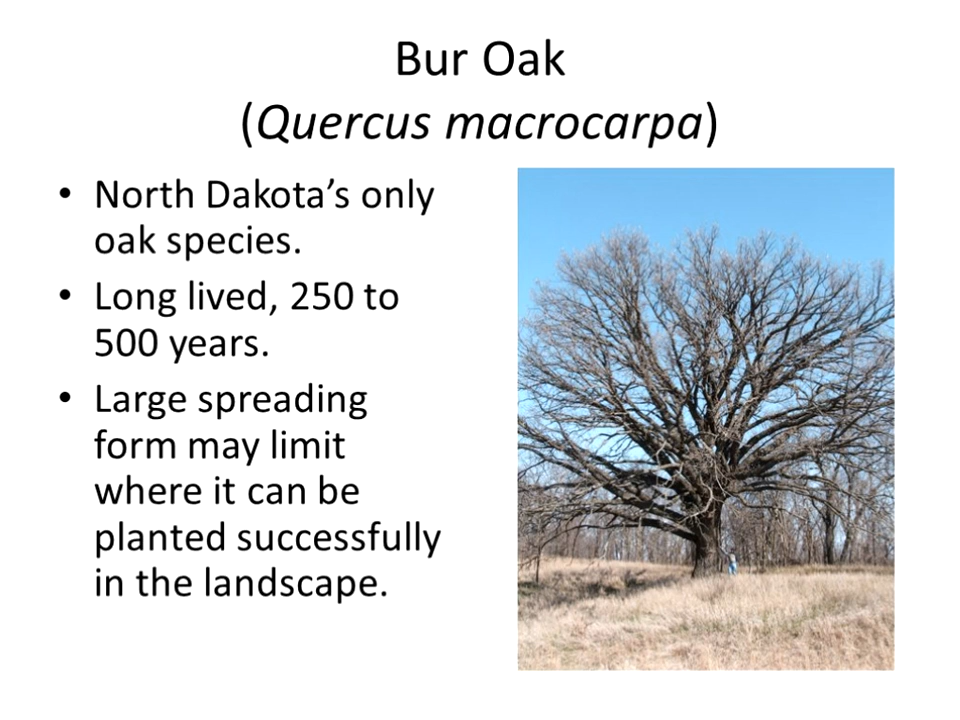 Bur Oak
(Quercus macrocarpa)
• North Dakota’s only
oak species.
• Long lived, 250 to
500 years.
• Large spreading
form may limit
where it can be
planted successfully
in the landscape.